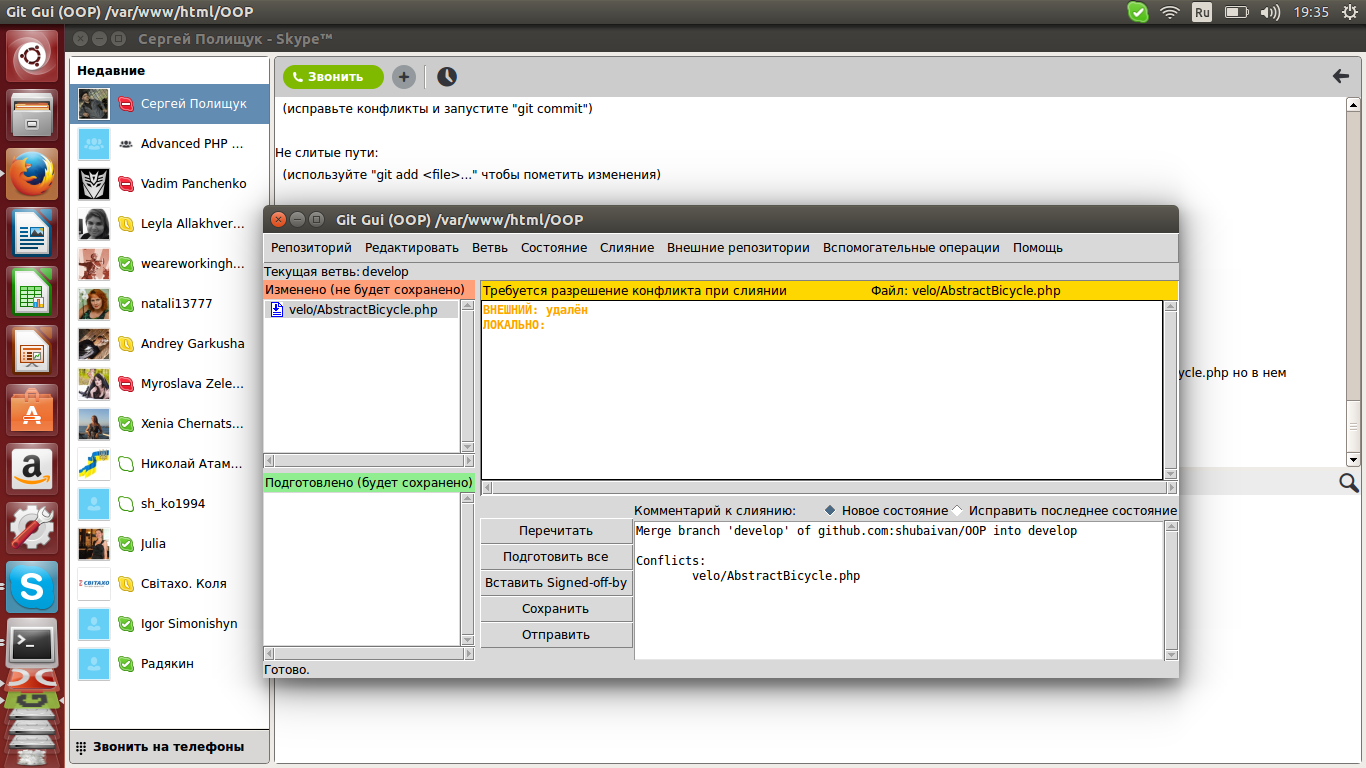 Git Gui (OOP) /var/www/html/OOP
Ru
19:35
Сергей Полищук - Skype™
Недавние
Сергей Полищук
Advanced PHP ...
Vadim Panchenko
Leyla Allakhver...
weareworkingh...
natali13777
Andrey Garkusha
Myroslava Zele...
Xenia Chernats...
Николай Атам...
sh_ko1994
Julia
Світахо. Коля
Igor Simonishyn
Радякин
Звонить на телефоны
Звонить
(исправьте конфликты и запустите "git commit")
Не слитые пути:
(используйте "git add <file>..." чтобы пометить изменения)
ycle.php но в нем
Git Gui (OOP) /var/www/html/OOP
Репозиторий Редактировать Ветвь Состояние Слияние Внешние репозитории Вспомогательные операции Помощь
Текущая ветвь: develop
Изменено (не будет сохранено)
velo/AbstractBicycle.php
Подготовлено (будет сохранено)
Требуется разрешение конфликта при слиянии Файл: velo/AbstractBicycle.php
ВНЕШНИЙ: удалён
ЛОКАЛЬНО:
Комментарий к слиянию: Новое состояние Исправить последнее состояние
Перечитать
Подготовить все
Вставить Signed-off-by
Сохранить
Отправить
Merge branch 'develop' of github.com:shubaivan/OOP into develop
Conflicts:
velo/AbstractBicycle.php
Готово.